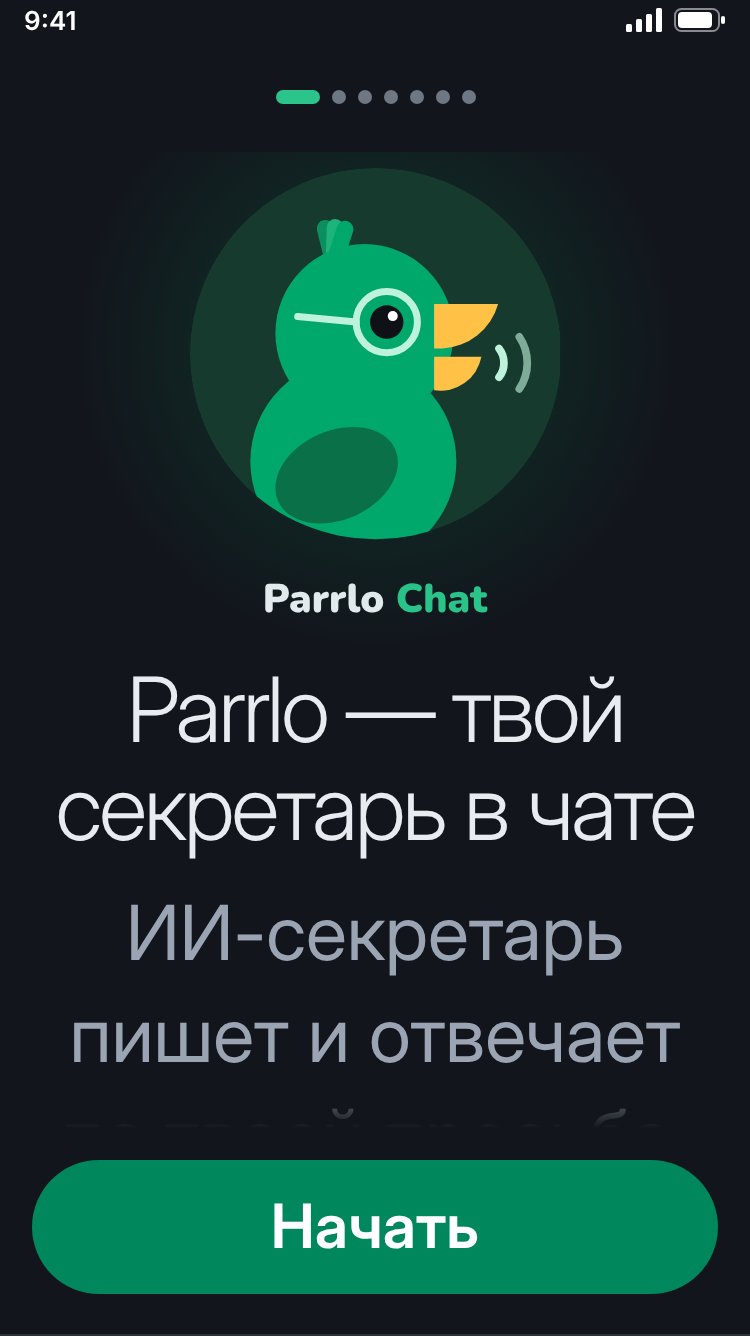 9:41
Parrlo Chat
Parrlo — твой
секретарь в чате
ИИ-секретарь
пишет и отвечает
Начать